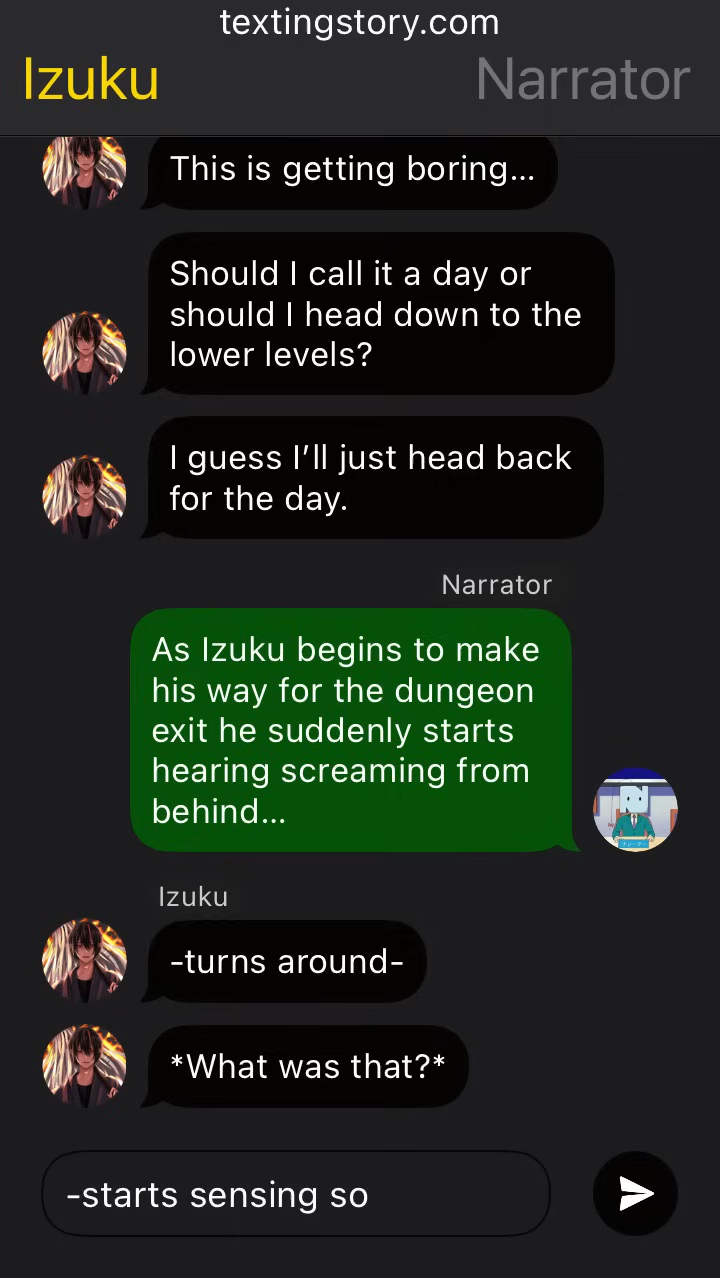 textingstory.com
Izuku
Narrator
This is getting boring...
Should I call it a day or
should I head down to the
lower levels?
I guess I’ll just head back
for the day.
Narrator
As Izuku begins to make
his way for the dungeon
exit he suddenly starts
hearing screaming from
behind...
Izuku
-turns around-
*What was that?*
-starts sensing so